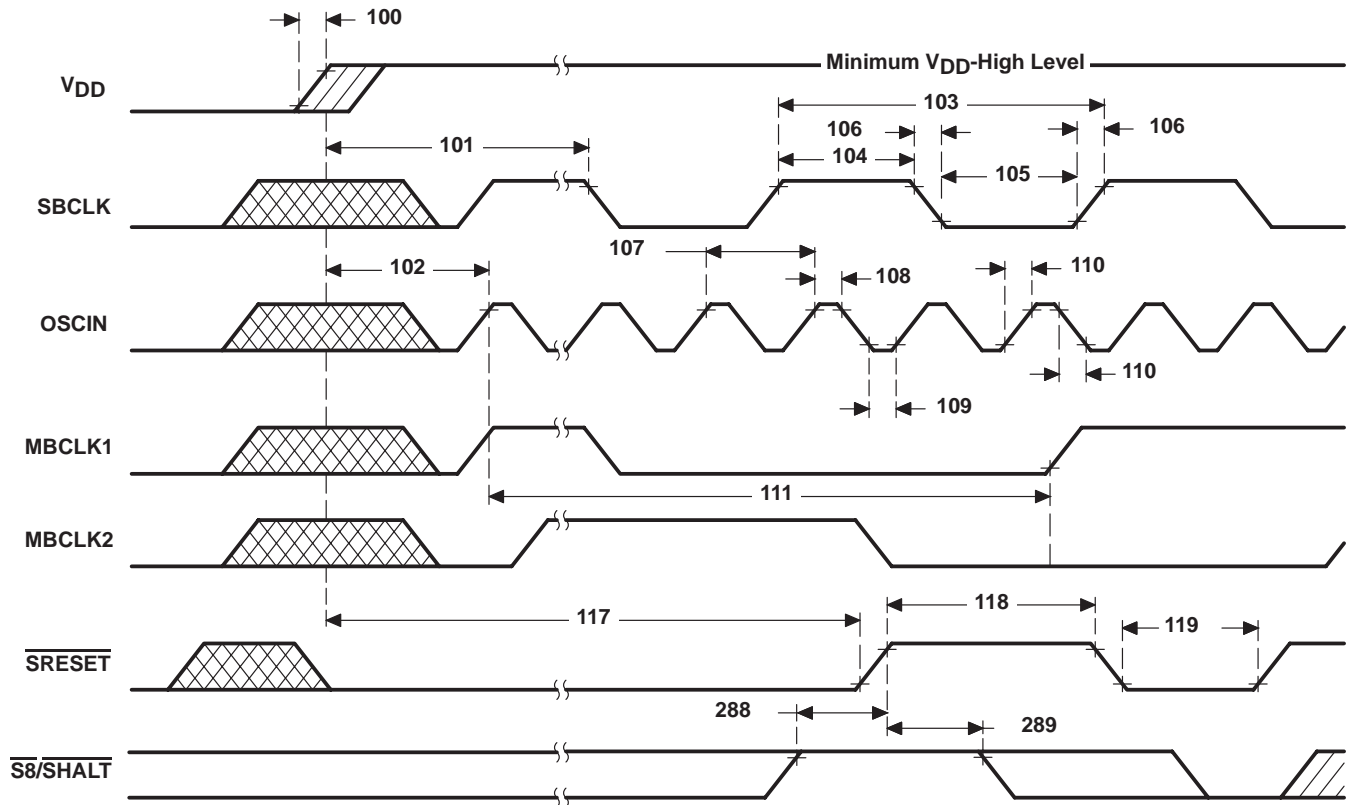 100
VDD
Minimum VDD-High Level
103
106
106
101
104
105
SBCLK
107
102
108
110
OSCIN
110
109
MBCLK1
111
MBCLK2
117
118
119
SRESET
288
289
S8/SHALT